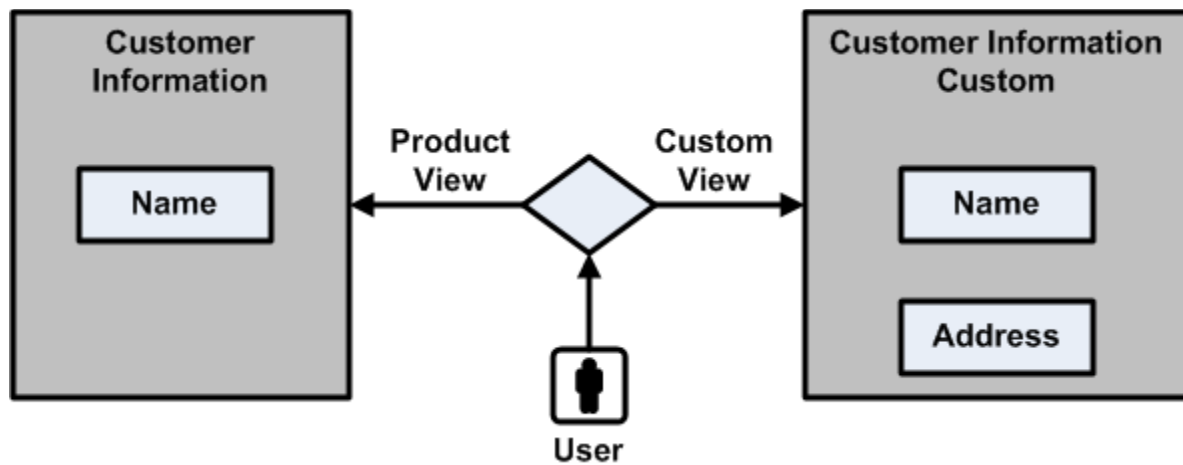 Customer
Information
Name
Product
View
Custom
View
User
Customer Information
Custom
Name
Address